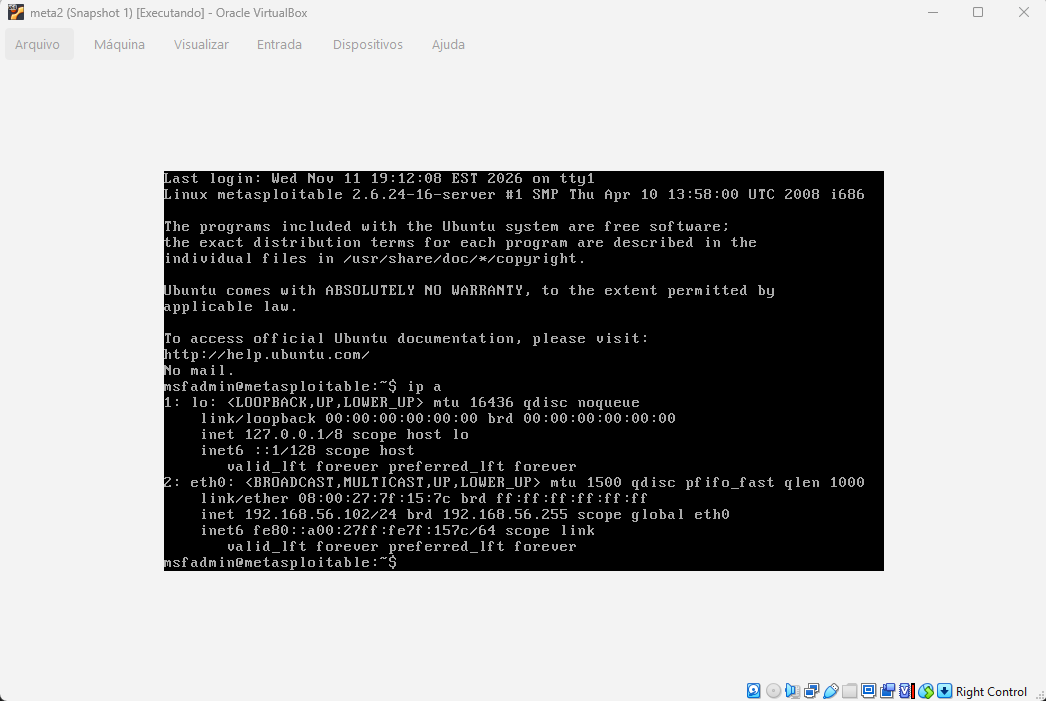 meta2 (Snapshot 1) [Executando] - Oracle VirtualBox
Arquivo Máquina Visualizar Entrada Dispositivos Ajuda
Last login: Wed Nov 11 19:12:08 EST 2026 on tty1
Linux metasploitable 2.6.24-16-server #1 SMP Thu Apr 10 13:58:00 UTC 2008 i686
The programs included with the Ubuntu system are free software;
the exact distribution terms for each program are described in the
individual files in /usr/share/doc/*/copyright.
Ubuntu comes with ABSOLUTELY NO WARRANTY, to the extent permitted by
applicable law.
To access official Ubuntu documentation, please visit:
http://help.ubuntu.com/
No mail.
msfadmin@metasploitable:~$ ip a
1: lo: <LOOPBACK,UP,LOWER_UP> mtu 16436 qdisc noqueue
link/loopback 00:00:00:00:00:00 brd 00:00:00:00:00:00
inet 127.0.0.1/8 scope host lo
inet6 ::1/128 scope host
valid_lft forever preferred_lft forever
2: eth0: <BROADCAST,MULTICAST,UP,LOWER_UP> mtu 1500 qdisc pfifo_fast qlen 1000
link/ether 08:00:27:7f:15:7c brd ff:ff:ff:ff:ff:ff
inet 192.168.56.102/24 brd 192.168.56.255 scope global eth0
inet6 fe80::a00:27ff:fe7f:157c/64 scope link
valid_lft forever preferred_lft forever
msfadmin@metasploitable:~$
Right Control